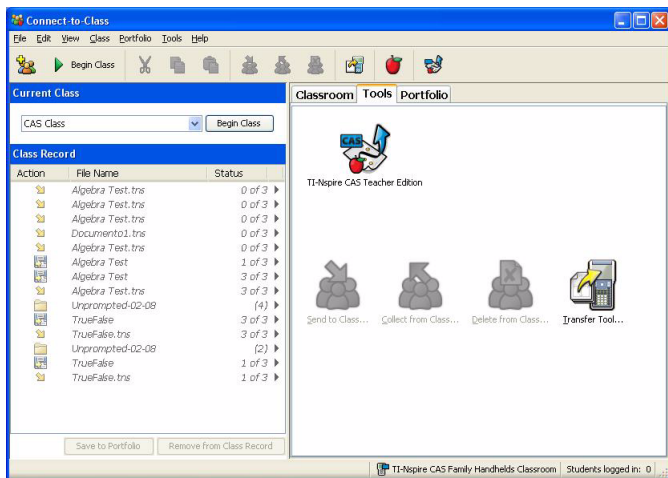 Connect-to-Class
File Edit View Class Portfolio Tools Help
Begin Class
Current Class
CAS Class Begin Class
Class Record
Action File Name Status
Algebra Test.tns 0 of 3
Algebra Test.tns 0 of 3
Algebra Test.tns 0 of 3
Documento1.tns 0 of 3
Algebra Test.tns 0 of 3
Algebra Test 1 of 3
Algebra Test 3 of 3
Algebra Test.tns 3 of 3
Unprompted-02-08 (4)
TrueFalse 3 of 3
TrueFalse.tns 3 of 3
Unprompted-02-08 (2)
TrueFalse 1 of 3
TrueFalse.tns 1 of 3
Save to Portfolio Remove from Class Record
Classroom Tools Portfolio
CAS
TI-Nspire CAS Teacher Edition
Send to Class... Collect from Class... Delete from Class... Transfer Tool...
TI-Nspire CAS Family Handhelds Classroom Students logged in: 0